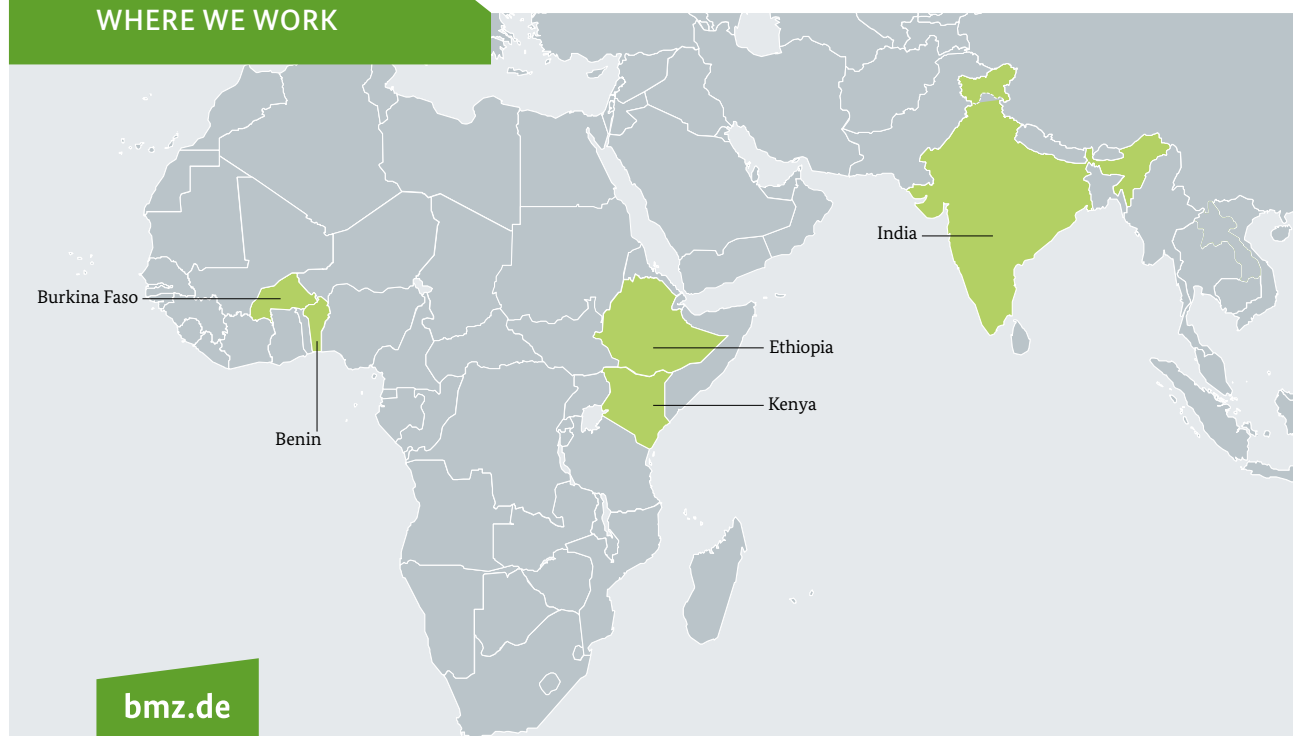 WHERE WE WORK
India
Burkina Faso
Ethiopia
Kenya
Benin
bmz.de